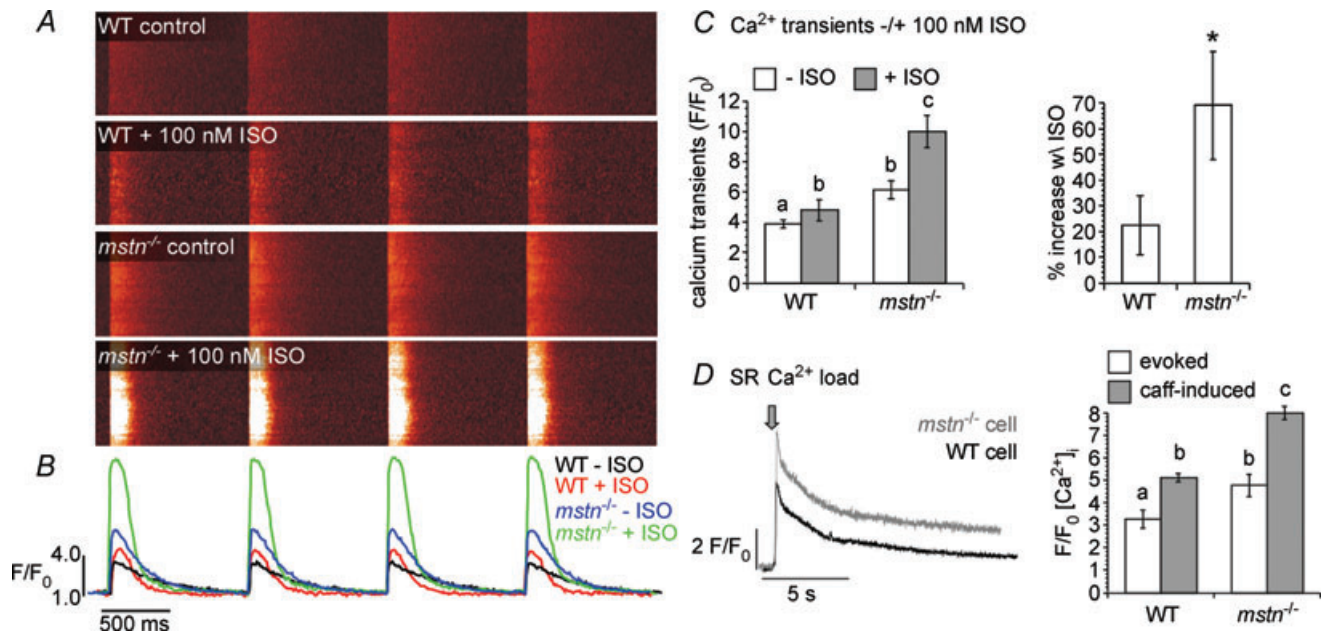 A
WT control
WT + 100 nM ISO
mstn-/- control
mstn-/- + 100 nM ISO
B
WT - ISO
WT + ISO
mstn-/- - ISO
mstn-/- + ISO
4.0
F/F0
1.0
500 ms
C Ca2+ transients -/+ 100 nM ISO
- ISO
+ ISO
calcium transients (F/F0)
12
10
8
6
4
2
0
a
b
b
c
WT
mstn-/-
% increase w\ ISO
70
60
50
40
30
20
10
0
*
WT
mstn-/-
D SR Ca2+ load
mstn-/- cell
WT cell
2 F/F0
5 s
evoked
caff-induced
F/F0 [Ca2+]i
8
7
6
5
4
3
2
1
0
a
b
b
c
WT
mstn-/-